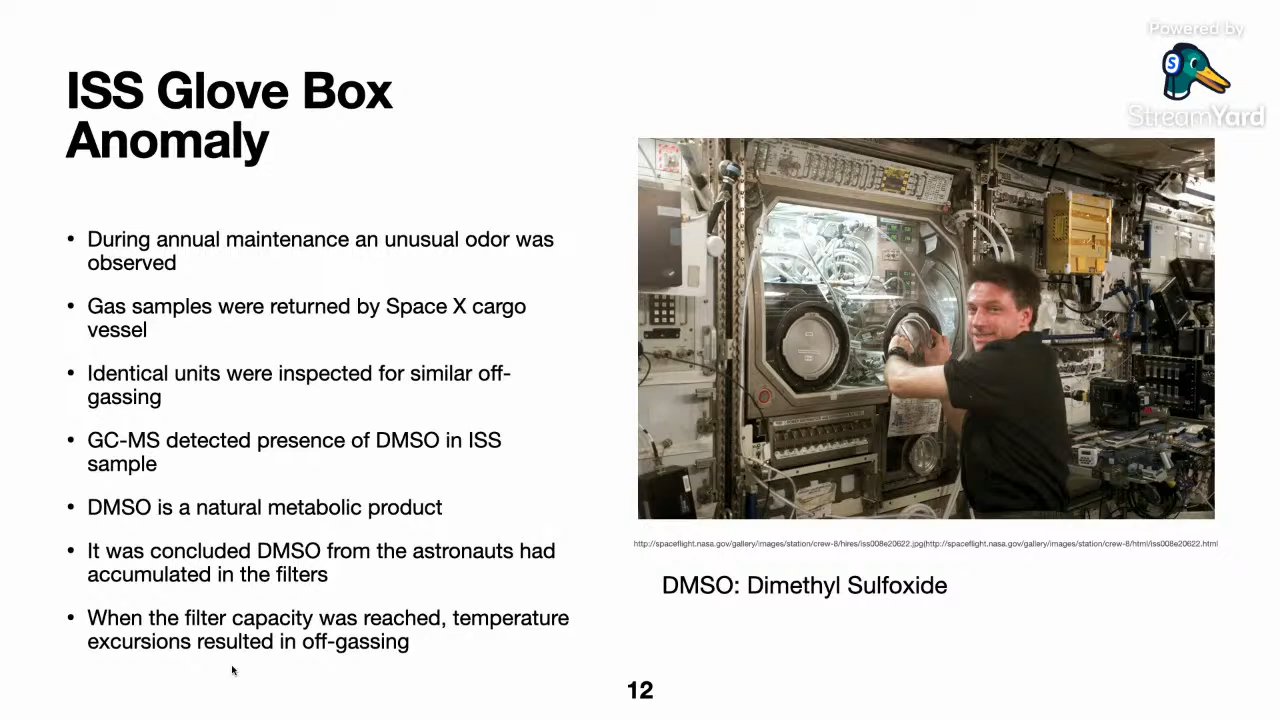 Powered by
S
StreamYard
ISS Glove Box
Anomaly
• During annual maintenance an unusual odor was
observed
• Gas samples were returned by Space X cargo
vessel
• Identical units were inspected for similar off-
gassing
• GC-MS detected presence of DMSO in ISS
sample
• DMSO is a natural metabolic product
• It was concluded DMSO from the astronauts had
accumulated in the filters
• When the filter capacity was reached, temperature
excursions resulted in off-gassing
http://spaceflight.nasa.gov/gallery/images/station/crew-8/hires/iss008e20622.jpg(http://spaceflight.nasa.gov/gallery/images/station/crew-8/html/iss008e20622.html
DMSO: Dimethyl Sulfoxide
12